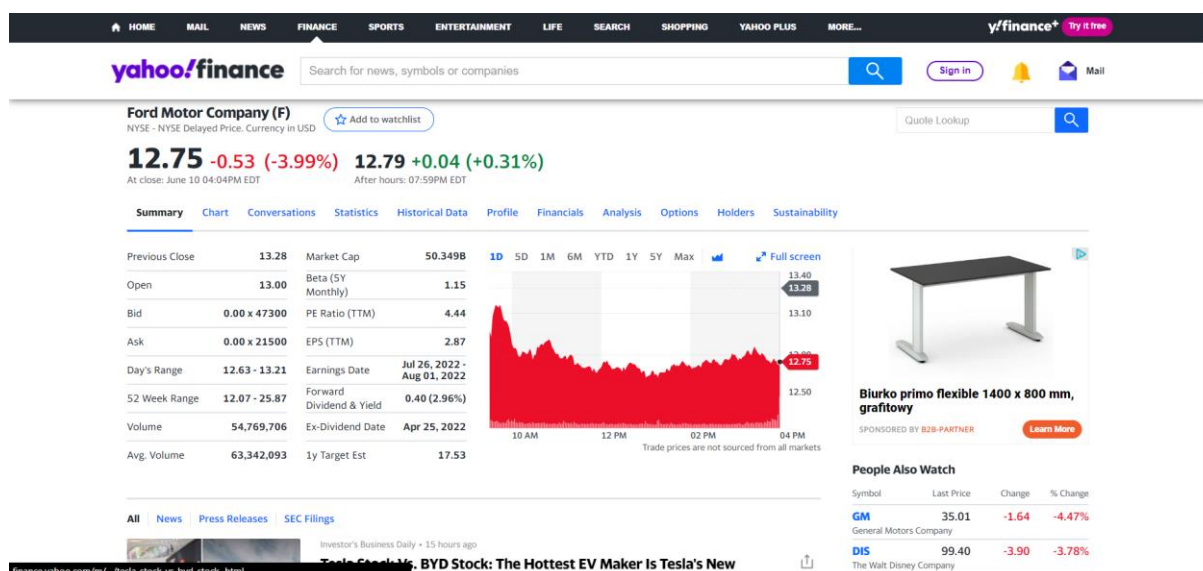 HOME MAIL NEWS FINANCE SPORTS ENTERTAINMENT LIFE SEARCH SHOPPING YAHOO PLUS MORE... y!finance+ Try it free
yahoo!finance Search for news, symbols or companies Sign in Mail
Ford Motor Company (F) Add to watchlist Quote Lookup
NYSE - NYSE Delayed Price. Currency in USD
12.75 -0.53 (-3.99%) 12.79 +0.04 (+0.31%)
At close: June 10 04:04PM EDT After hours: 07:59PM EDT
Summary Chart Conversations Statistics Historical Data Profile Financials Analysis Options Holders Sustainability
Previous Close 13.28
Open 13.00
Bid 0.00 x 47300
Ask 0.00 x 21500
Day's Range 12.63 - 13.21
52 Week Range 12.07 - 25.87
Volume 54,769,706
Avg. Volume 63,342,093
Market Cap 50.349B
Beta (5Y
Monthly) 1.15
PE Ratio (TTM) 4.44
EPS (TTM) 2.87
Earnings Date Jul 26, 2022 -
Aug 01, 2022
Forward
Dividend & Yield 0.40 (2.96%)
Ex-Dividend Date Apr 25, 2022
1y Target Est 17.53
1D 5D 1M 6M YTD 1Y 5Y Max Full screen
13.40
13.28
13.10
12.75
12.50
10 AM 12 PM 02 PM 04 PM
Trade prices are not sourced from all markets
Biurko primo flexible 1400 x 800 mm,
grafitowy
SPONSORED BY B2B-PARTNER Learn More
People Also Watch
Symbol Last Price Change % Change
GM 35.01 -1.64 -4.47%
General Motors Company
DIS 99.40 -3.90 -3.78%
The Walt Disney Company
All News Press Releases SEC Filings
Investor's Business Daily • 15 hours ago
Tesla Stock Vs. BYD Stock: The Hottest EV Maker Is Tesla's New